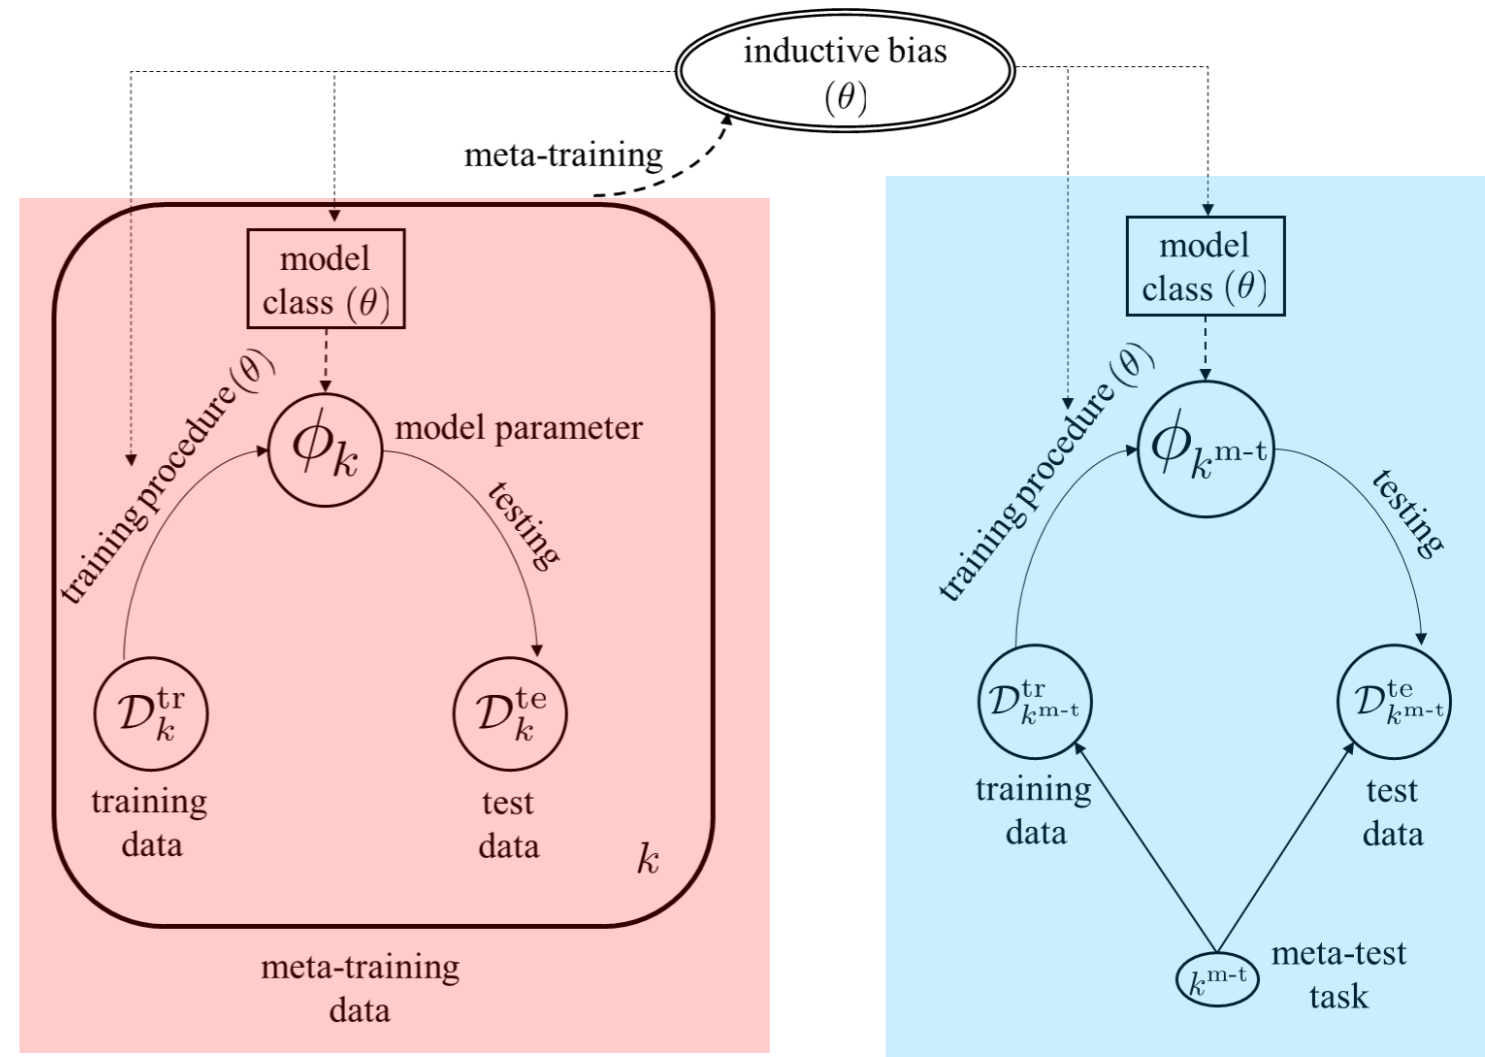 inductive bias
(θ)
meta-training
model
class (θ)
training procedure (θ)
ϕ_k
model parameter
testing
𝒟_k^tr
training
data
𝒟_k^te
test
data
k
meta-training
data
model
class (θ)
training procedure (θ)
ϕ_{k^{m-t}}
testing
𝒟_{k^{m-t}}^tr
training
data
𝒟_{k^{m-t}}^te
test
data
k^{m-t}
meta-test
task